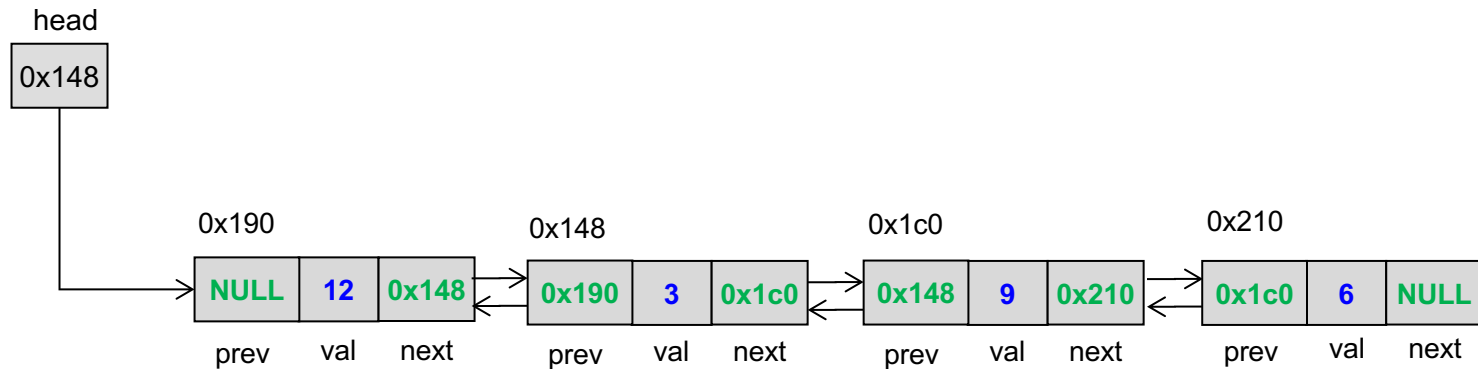 head
0x148
0x190
0x148
0x1c0
0x210
NULL 12 0x148
0x190 3 0x1c0
0x148 9 0x210
0x1c0 6 NULL
prev val next
prev val next
prev val next
prev val next